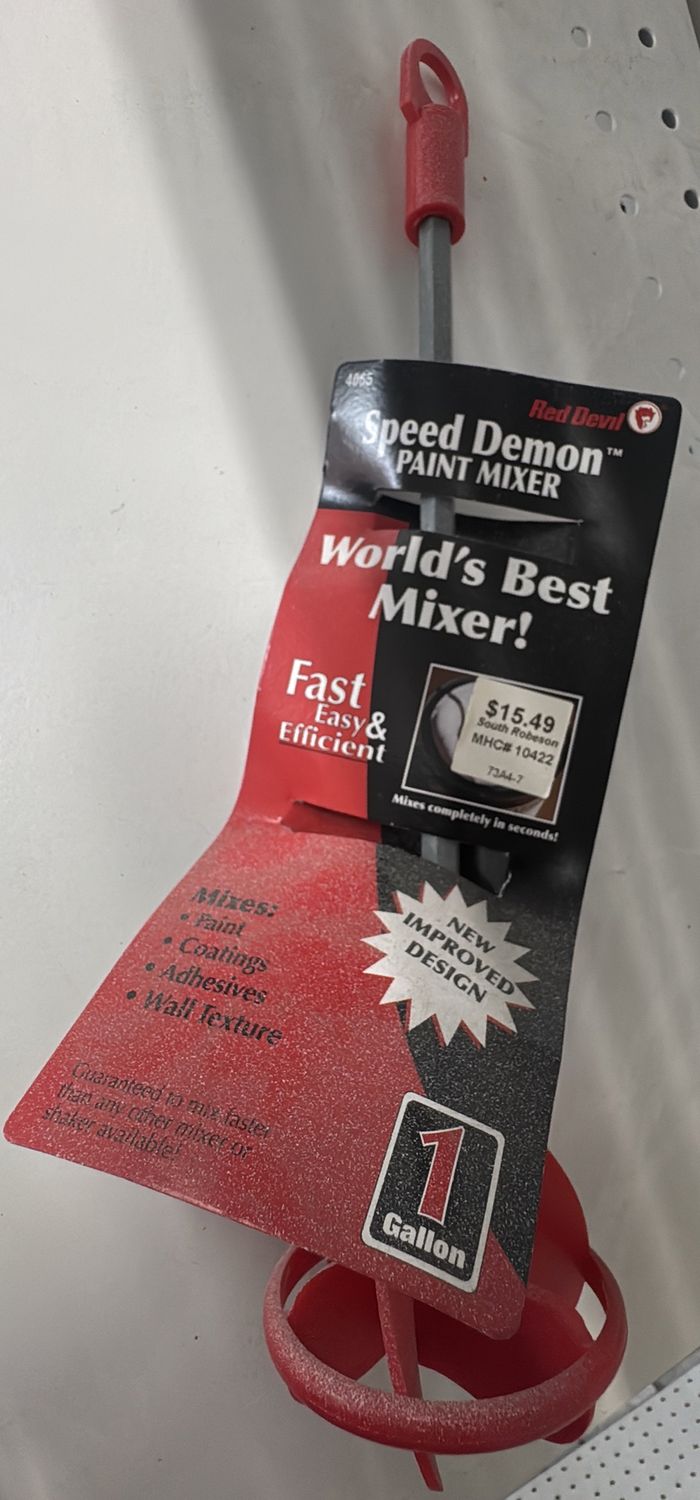 4065
Red Devil
Speed Demon™
PAINT MIXER
World's Best
Mixer!
Fast
Easy &
Efficient
$15.49
South Robeson
MHC# 10422
73A4-7
Mixes completely in seconds!
Mixes:
• Paint
• Coatings
• Adhesives
• Wall Texture
NEW
IMPROVED
DESIGN
Guaranteed to mix faster
than any other mixer or
shaker available!
1
Gallon